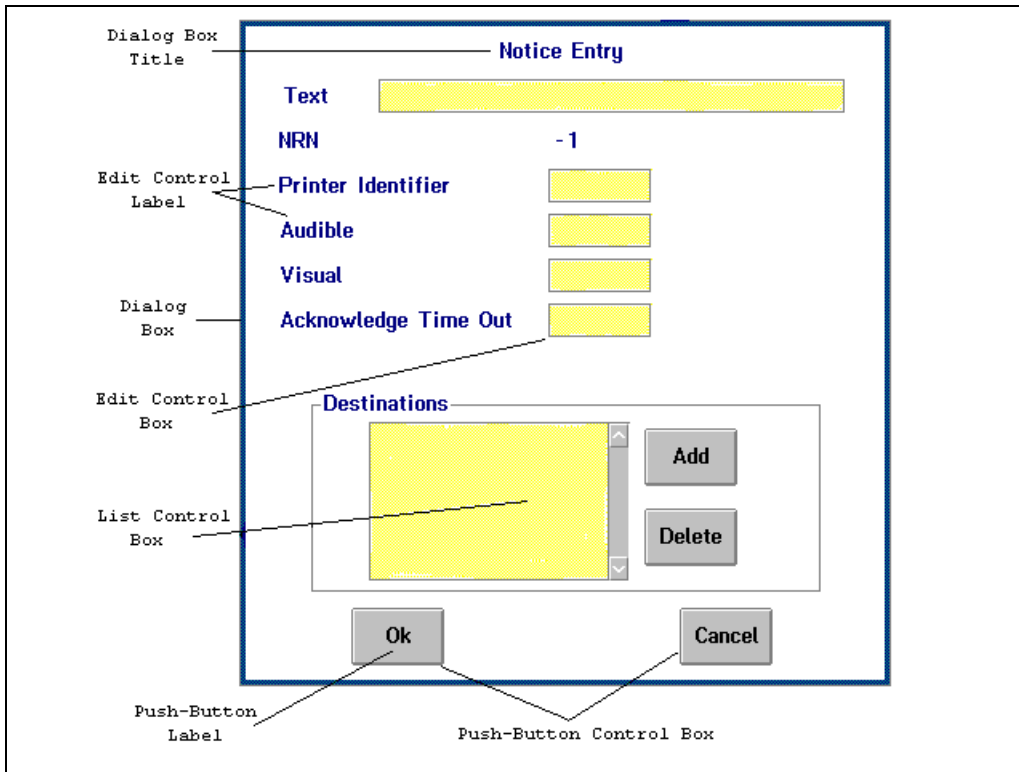 Dialog Box
Title
Notice Entry
Text
NRN -1
Edit Control
Label
Printer Identifier
Audible
Visual
Dialog
Box
Acknowledge Time Out
Edit Control
Box
Destinations
Add
List Control
Box
Delete
Ok
Cancel
Push-Button
Label
Push-Button Control Box